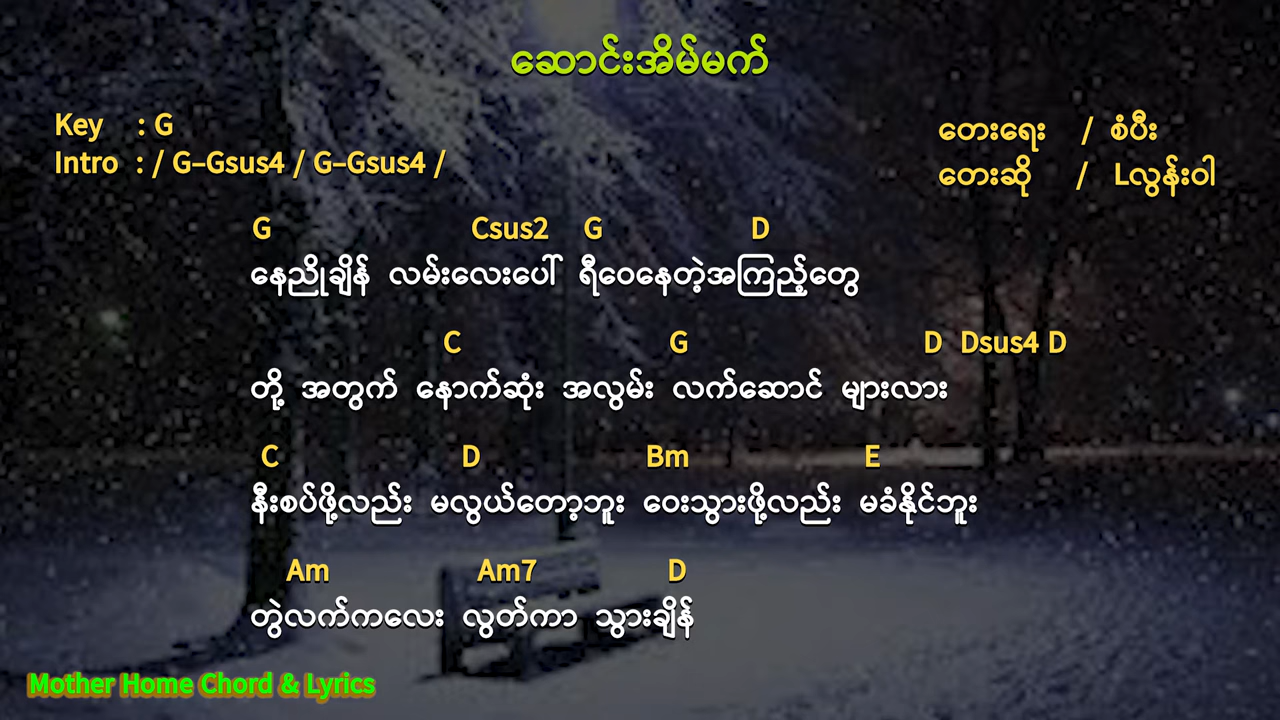 ဆောင်းအိမ်မက်
Key : G
Intro : / G–Gsus4 / G–Gsus4 /
တေးရေး / စံပီး
တေးဆို / Lလွန်းဝါ
G Csus2 G D
နေညိုချိန် လမ်းလေးပေါ် ရီဝေနေတဲ့အကြည့်တွေ
C G D Dsus4 D
တို့ အတွက် နောက်ဆုံး အလွမ်း လက်ဆောင် များလား
C D Bm E
နီးစပ်ဖို့လည်း မလွယ်တော့ဘူး ဝေးသွားဖို့လည်း မခံနိုင်ဘူး
Am Am7 D
တွဲလက်ကလေး လွတ်ကာ သွားချိန်
Mother Home Chord & Lyrics